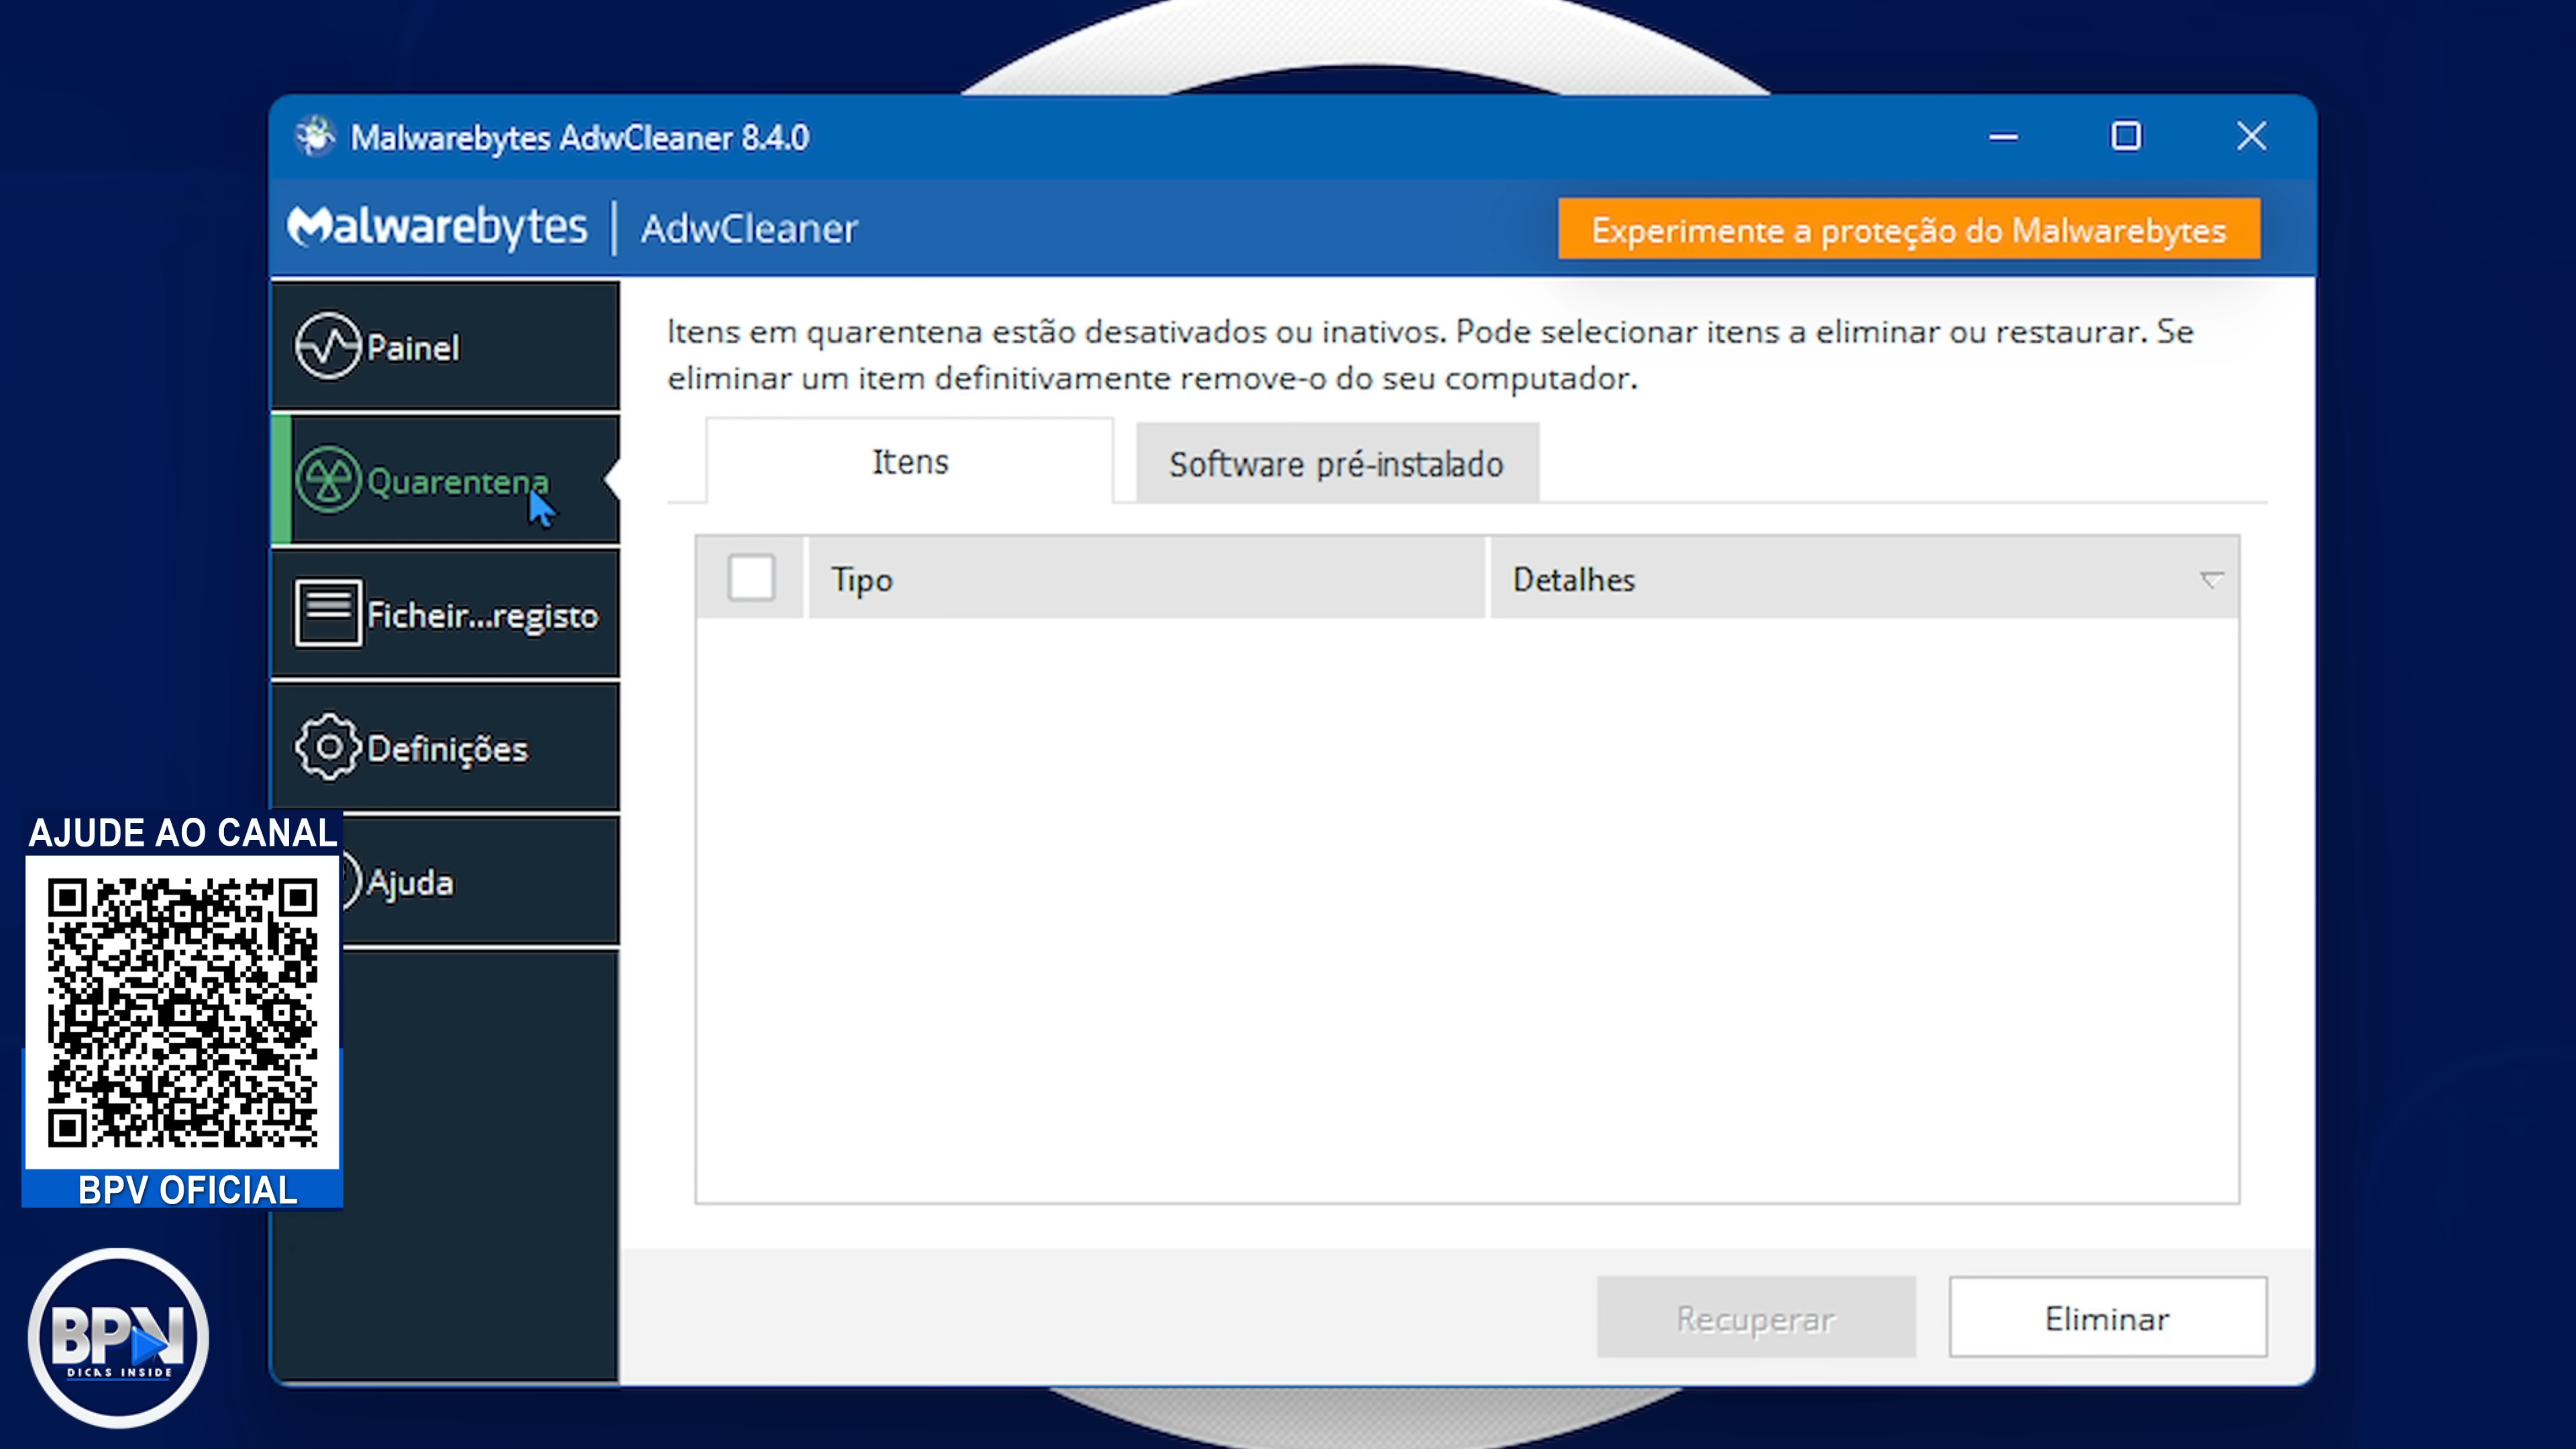 Malwarebytes AdwCleaner 8.4.0
Malwarebytes | AdwCleaner
Experimente a proteção do Malwarebytes
Painel
Quarentena
Ficheir...registo
Definições
Ajuda
Itens em quarentena estão desativados ou inativos. Pode selecionar itens a eliminar ou restaurar. Se
eliminar um item definitivamente remove-o do seu computador.
Itens
Software pré-instalado
Tipo
Detalhes
Recuperar
Eliminar
AJUDE AO CANAL
BPV OFICIAL
BPV
DICAS INSIDE